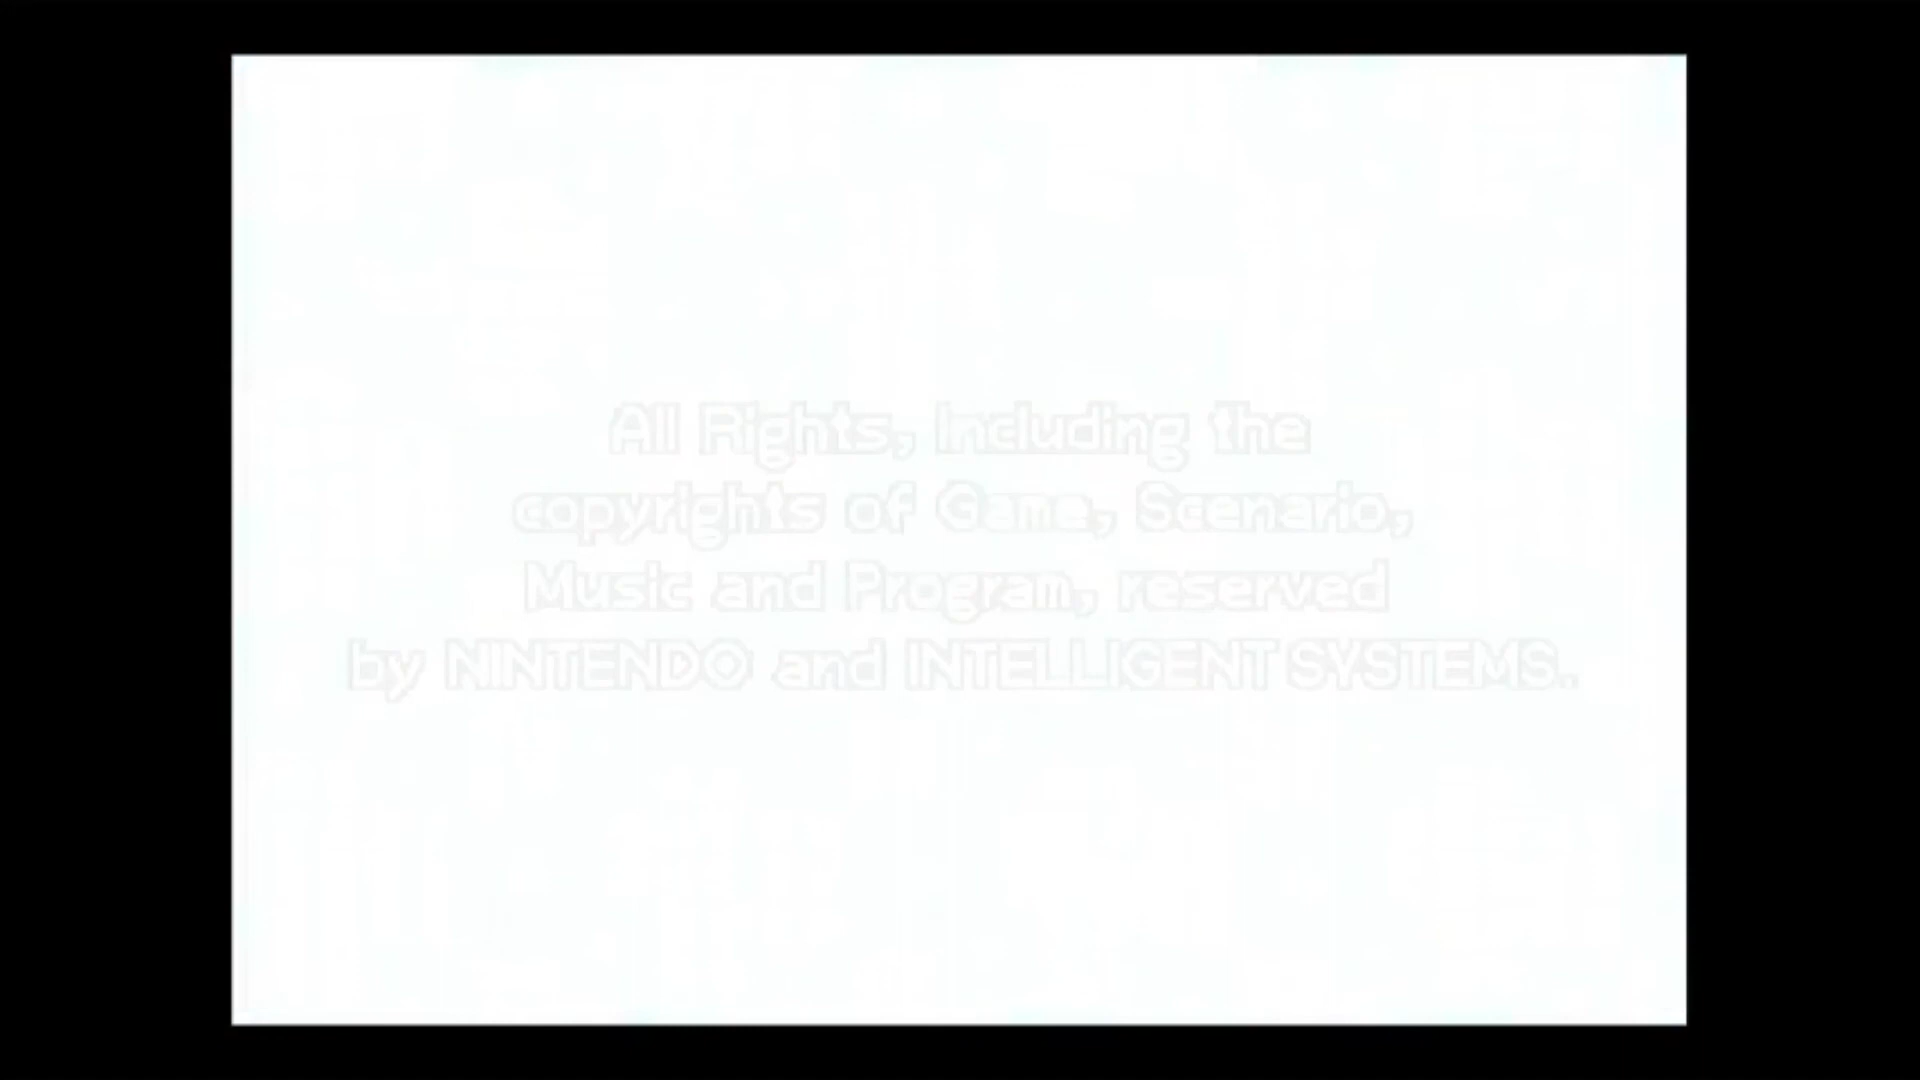 All Rights, Including the
copyrights of Game, Scenario,
Music and Program, reserved
by NINTENDO and INTELLIGENT SYSTEMS.